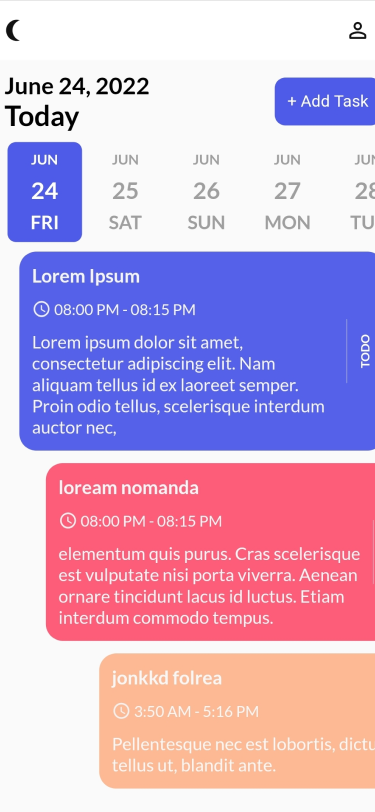 June 24, 2022
Today
+ Add Task
JUN JUN JUN JUN
24 25 26 27
FRI SAT SUN MON
Lorem Ipsum
08:00 PM - 08:15 PM
Lorem ipsum dolor sit amet,
consectetur adipiscing elit. Nam
aliquam tellus id ex laoreet semper.
Proin odio tellus, scelerisque interdum
auctor nec,
TODO
loream nomanda
08:00 PM - 08:15 PM
elementum quis purus. Cras scelerisque
est vulputate nisi porta viverra. Aenean
ornare tincidunt lacus id luctus. Etiam
interdum commodo tempus.
jonkkd folrea
3:50 AM - 5:16 PM
Pellentesque nec est lobortis,
tellus ut, blandit ante.